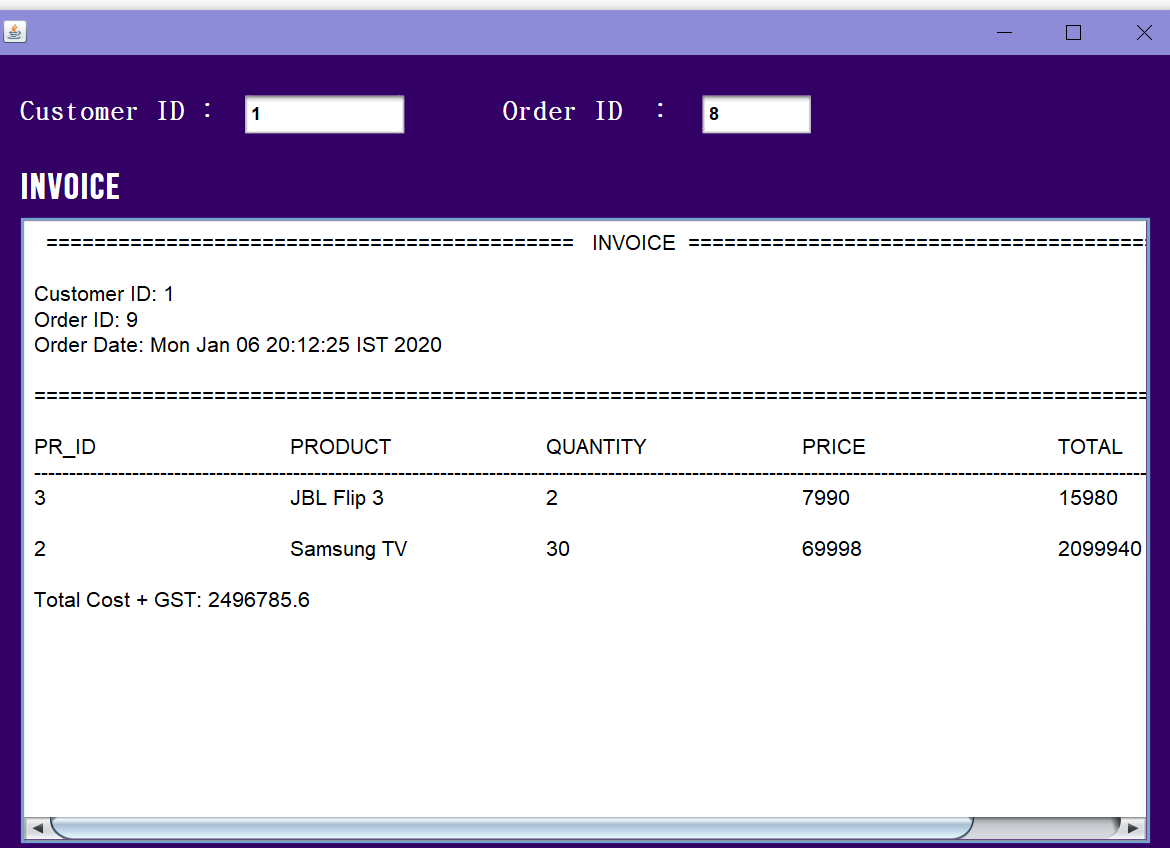 Customer ID : 1 Order ID : 8
INVOICE
============================================ INVOICE ======================================
Customer ID: 1
Order ID: 9
Order Date: Mon Jan 06 20:12:25 IST 2020
=============================================================================================
PR_ID PRODUCT QUANTITY PRICE TOTAL
---------------------------------------------------------------------------------------------------------------------------------------------------------------
3 JBL Flip 3 2 7990 15980
2 Samsung TV 30 69998 2099940
Total Cost + GST: 2496785.6